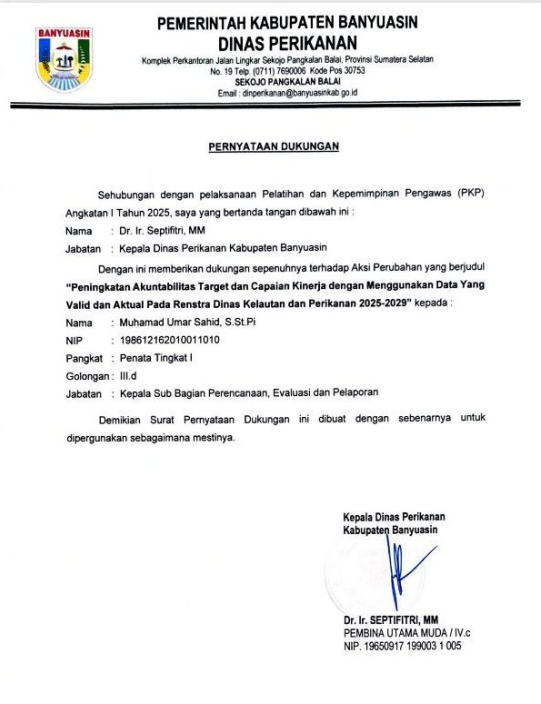 BANYUASIN
PEMERINTAH KABUPATEN BANYUASIN
DINAS PERIKANAN
Komplek Perkantoran Jalan Lingkar Sekojo Pangkalan Balai, Provinsi Sumatera Selatan
No. 19 Telp. (0711) 7690006 Kode Pos 30753
SEKOJO PANGKALAN BALAI
Email : dinperikanan@banyuasinkab.go.id
PERNYATAAN DUKUNGAN
Sehubungan dengan pelaksanaan Pelatihan dan Kepemimpinan Pengawas (PKP)
Angkatan I Tahun 2025, saya yang bertanda tangan dibawah ini :
Nama : Dr. Ir. Septifitri, MM
Jabatan : Kepala Dinas Perikanan Kabupaten Banyuasin
Dengan ini memberikan dukungan sepenuhnya terhadap Aksi Perubahan yang berjudul
“Peningkatan Akuntabilitas Target dan Capaian Kinerja dengan Menggunakan Data Yang
Valid dan Aktual Pada Renstra Dinas Kelautan dan Perikanan 2025-2029” kepada :
Nama : Muhamad Umar Sahid, S.St.Pi
NIP : 198612162010011010
Pangkat : Penata Tingkat I
Golongan : III.d
Jabatan : Kepala Sub Bagian Perencanaan, Evaluasi dan Pelaporan
Demikian Surat Pernyataan Dukungan ini dibuat dengan sebenarnya untuk
dipergunakan sebagaimana mestinya.
Kepala Dinas Perikanan
Kabupaten Banyuasin
Dr. Ir. SEPTIFITRI, MM
PEMBINA UTAMA MUDA / IV.c
NIP. 19650917 199003 1 005